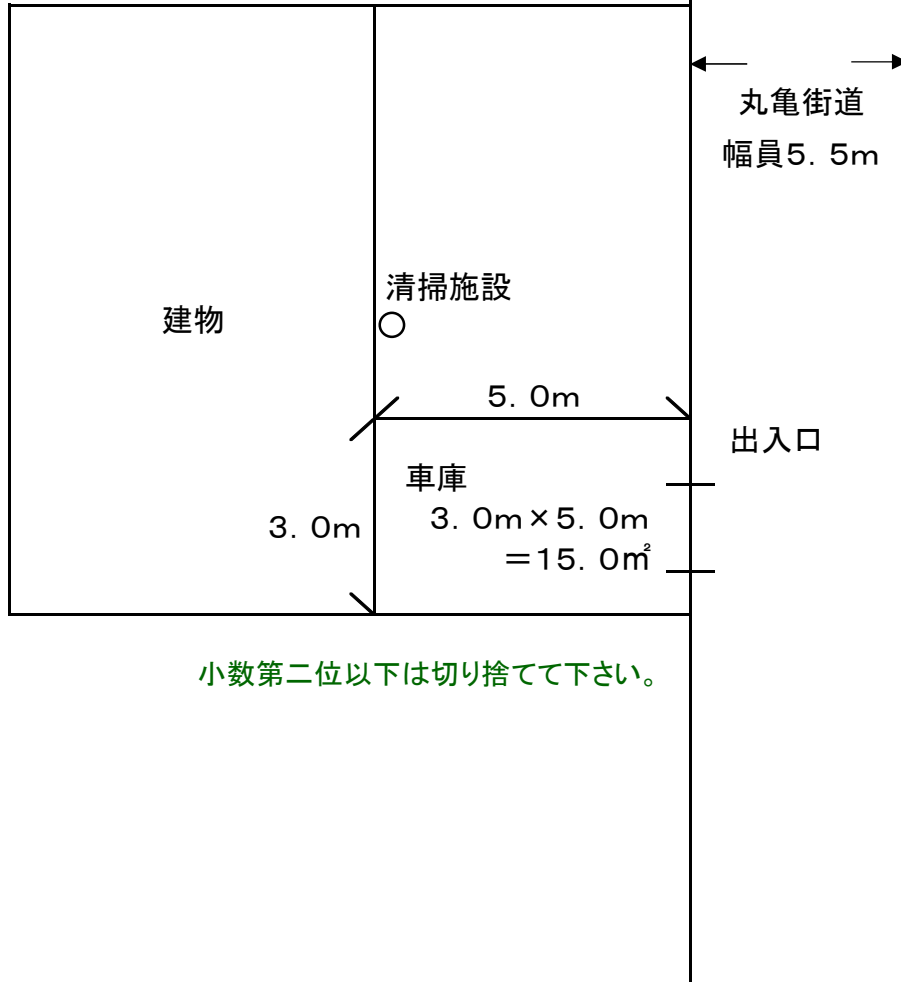 丸亀街道
幅員5．5m
清掃施設
建物
5．0m
出入口
車庫
3．0m×5．0m
＝15．0㎡
3．0m
小数第二位以下は切り捨てて下さい。